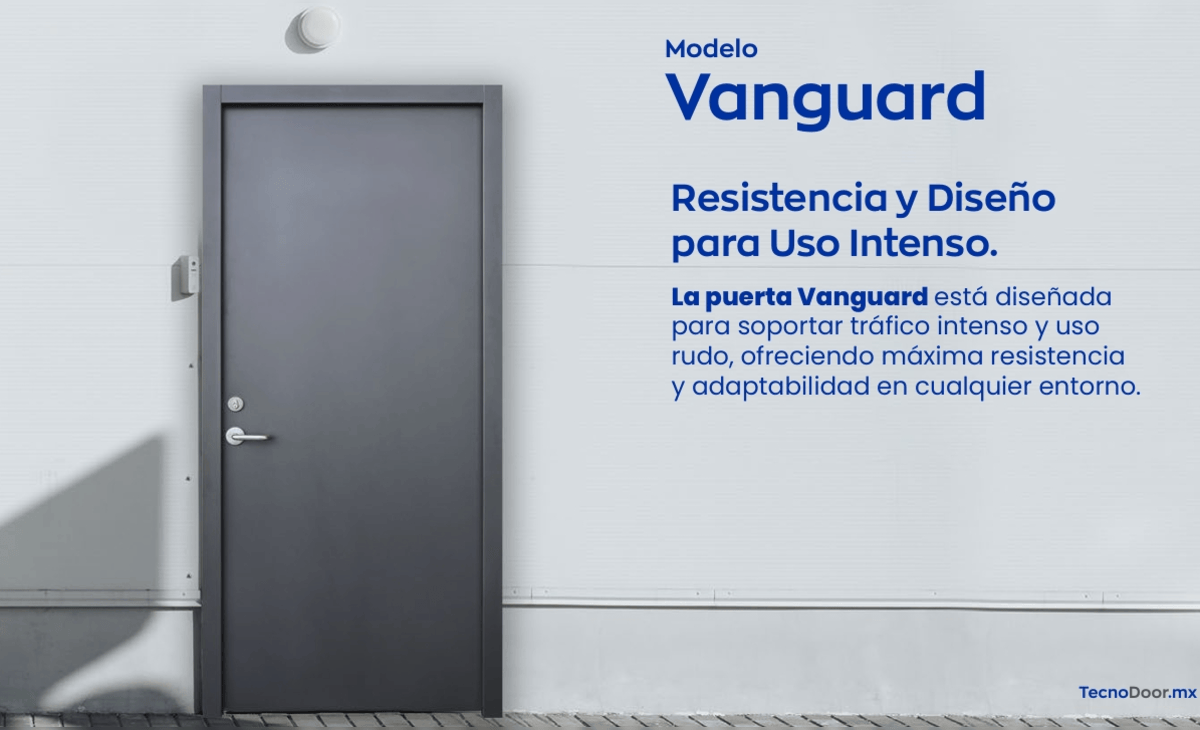 Modelo
Vanguard
Resistencia y Diseño
para Uso Intenso.
La puerta Vanguard está diseñada
para soportar tráfico intenso y uso
rudo, ofreciendo máxima resistencia
y adaptabilidad en cualquier entorno.
TecnoDoor.mx